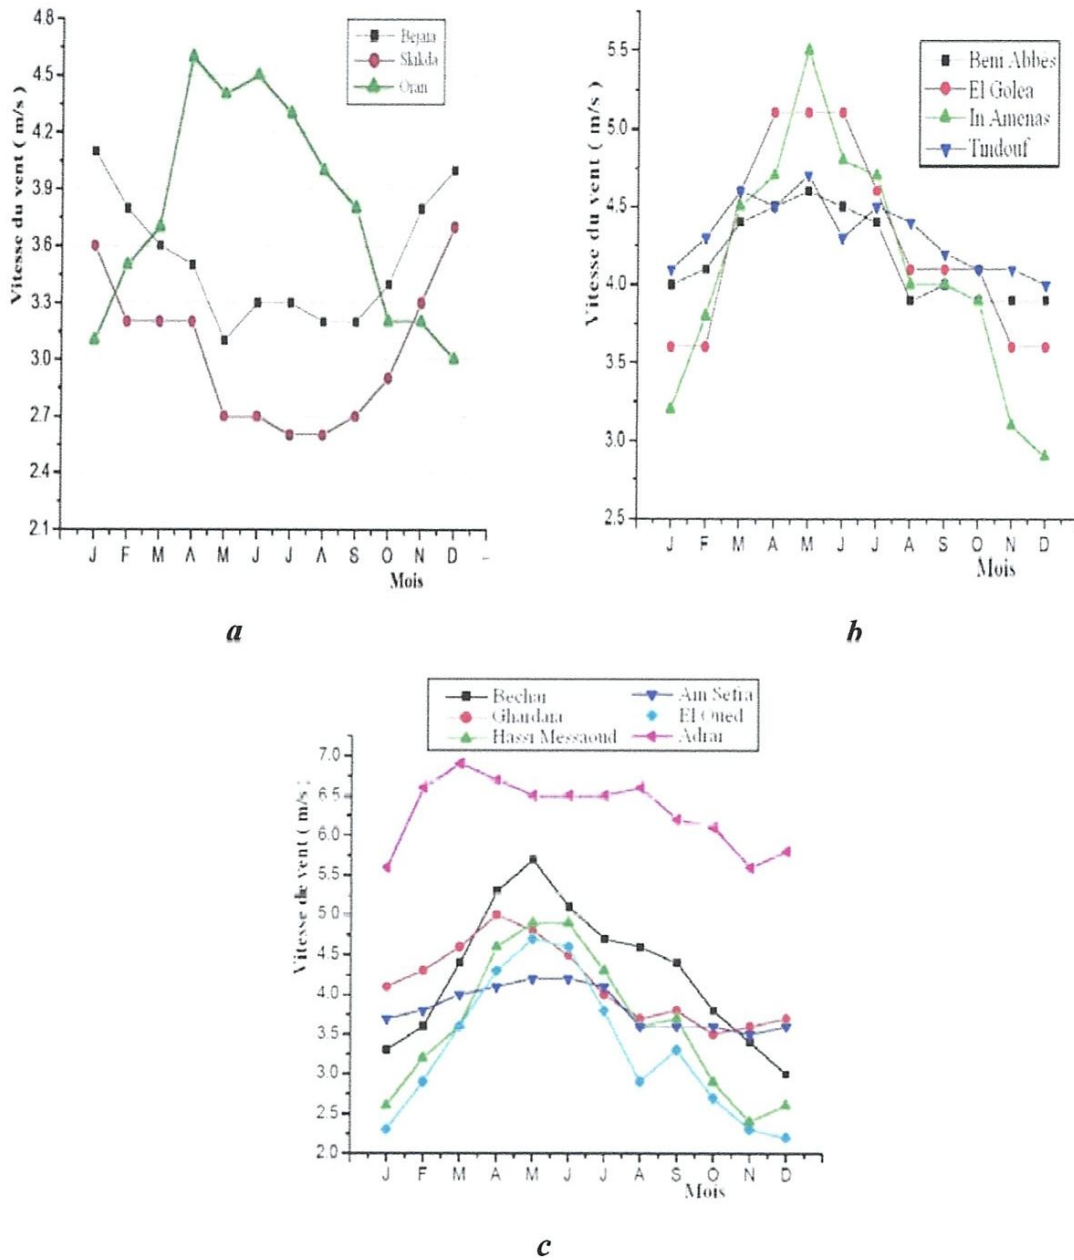 4.8
4.5
4.2
3.9
3.6
3.3
3.0
2.7
2.4
2.1
Vitesse du vent ( m/s )
Bejaia
Skikda
Oran
J F M A M J J A S O N D
Mois
a
5.5
5.0
4.5
4.0
3.5
3.0
2.5
Vitesse du vent ( m/s )
Beni Abbès
El Golea
In Amenas
Tindouf
J F M A M J J A S O N D
Mois
b
Bechar
Ghardaia
Hassi Messaoud
Ain Sefra
El Oued
Adrar
7.0
6.5
6.0
5.5
5.0
4.5
4.0
3.5
3.0
2.5
2.0
Vitesse de vent ( m/s )
J F M A M J J A S O N D
Mois
c